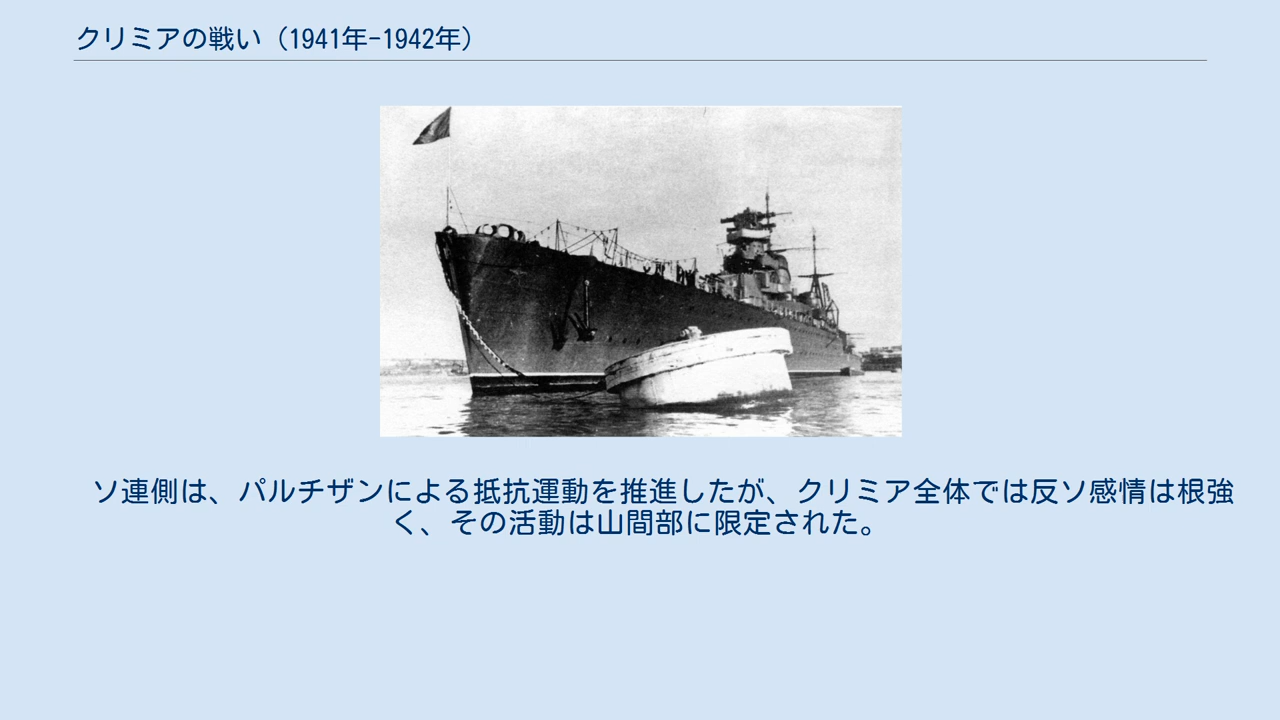 クリミアの戦い（1941年-1942年）
ソ連側は、パルチザンによる抵抗運動を推進したが、クリミア全体では反ソ感情は根強
く、その活動は山間部に限定された。